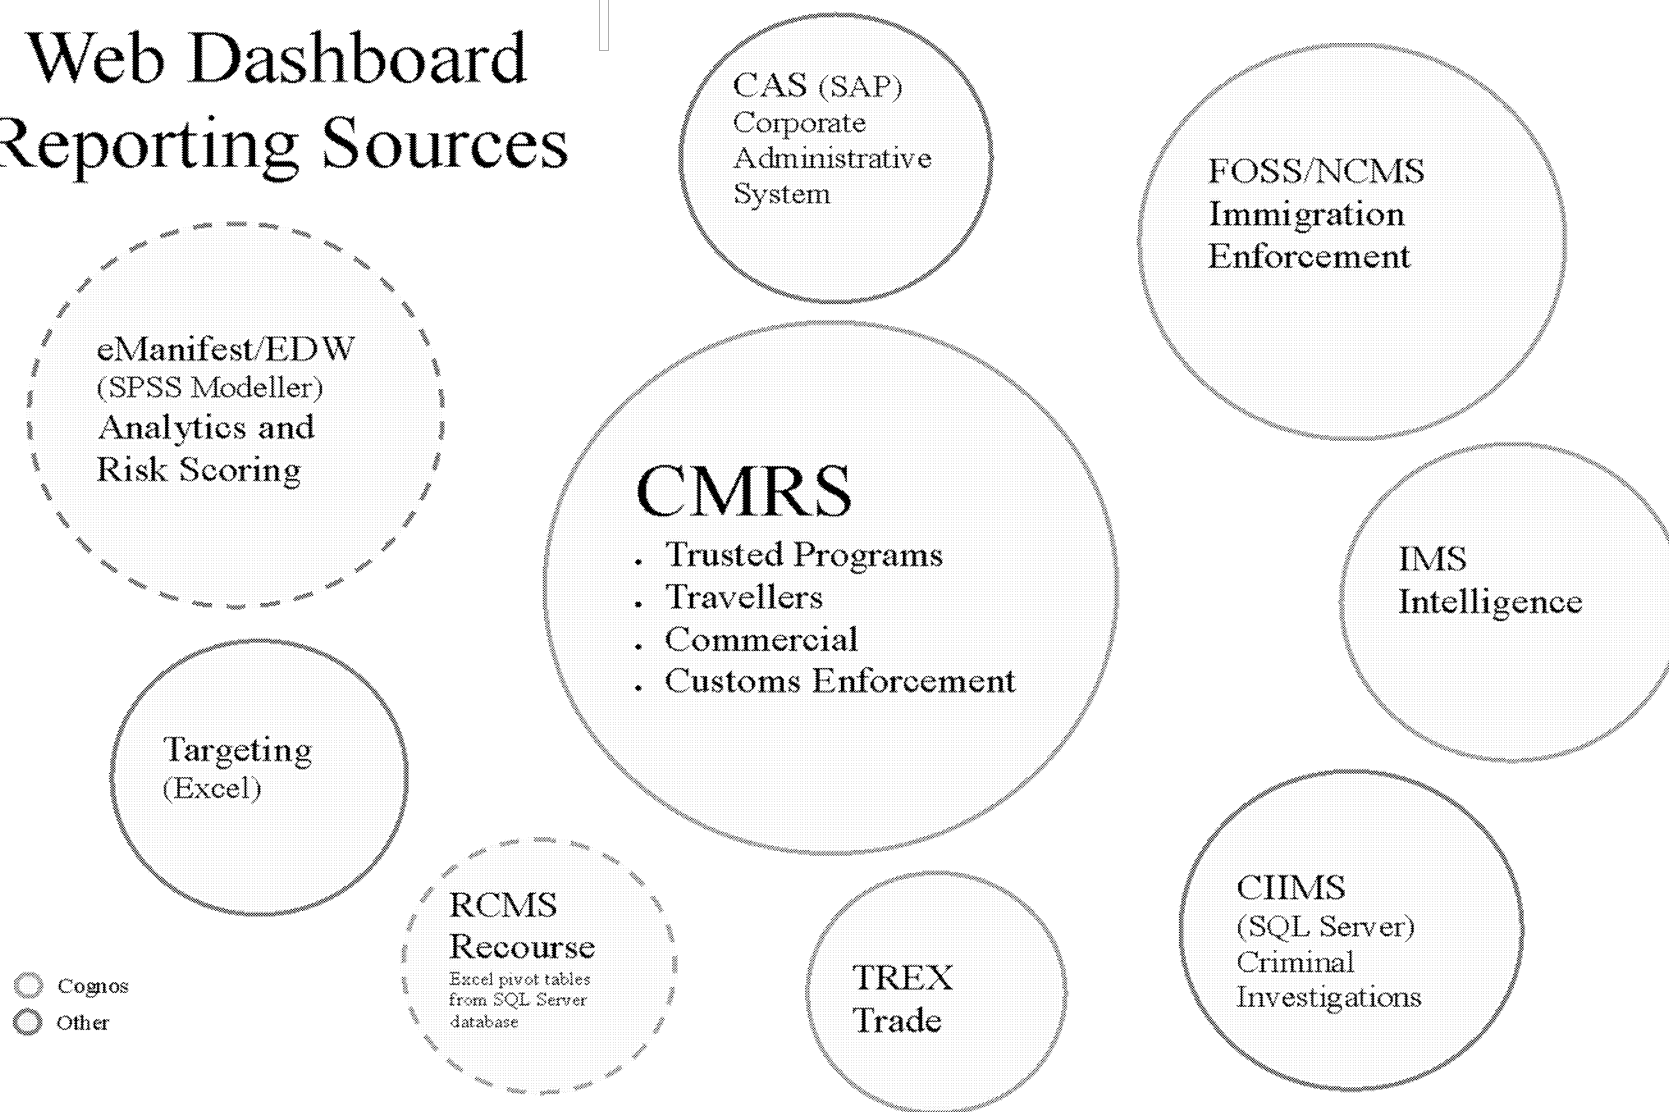 Web Dashboard
Reporting Sources
CAS (SAP)
Corporate
Administrative
System
FOSS/NCMS
Immigration
Enforcement
eManifest/EDW
(SPSS Modeller)
Analytics and
Risk Scoring
CMRS
. Trusted Programs
. Travellers
. Commercial
. Customs Enforcement
IMS
Intelligence
Targeting
(Excel)
RCMS
Recourse
Excel pivot tables
from SQL Server
database
TREX
Trade
CIIMS
(SQL Server)
Criminal
Investigations
Cognos
Other